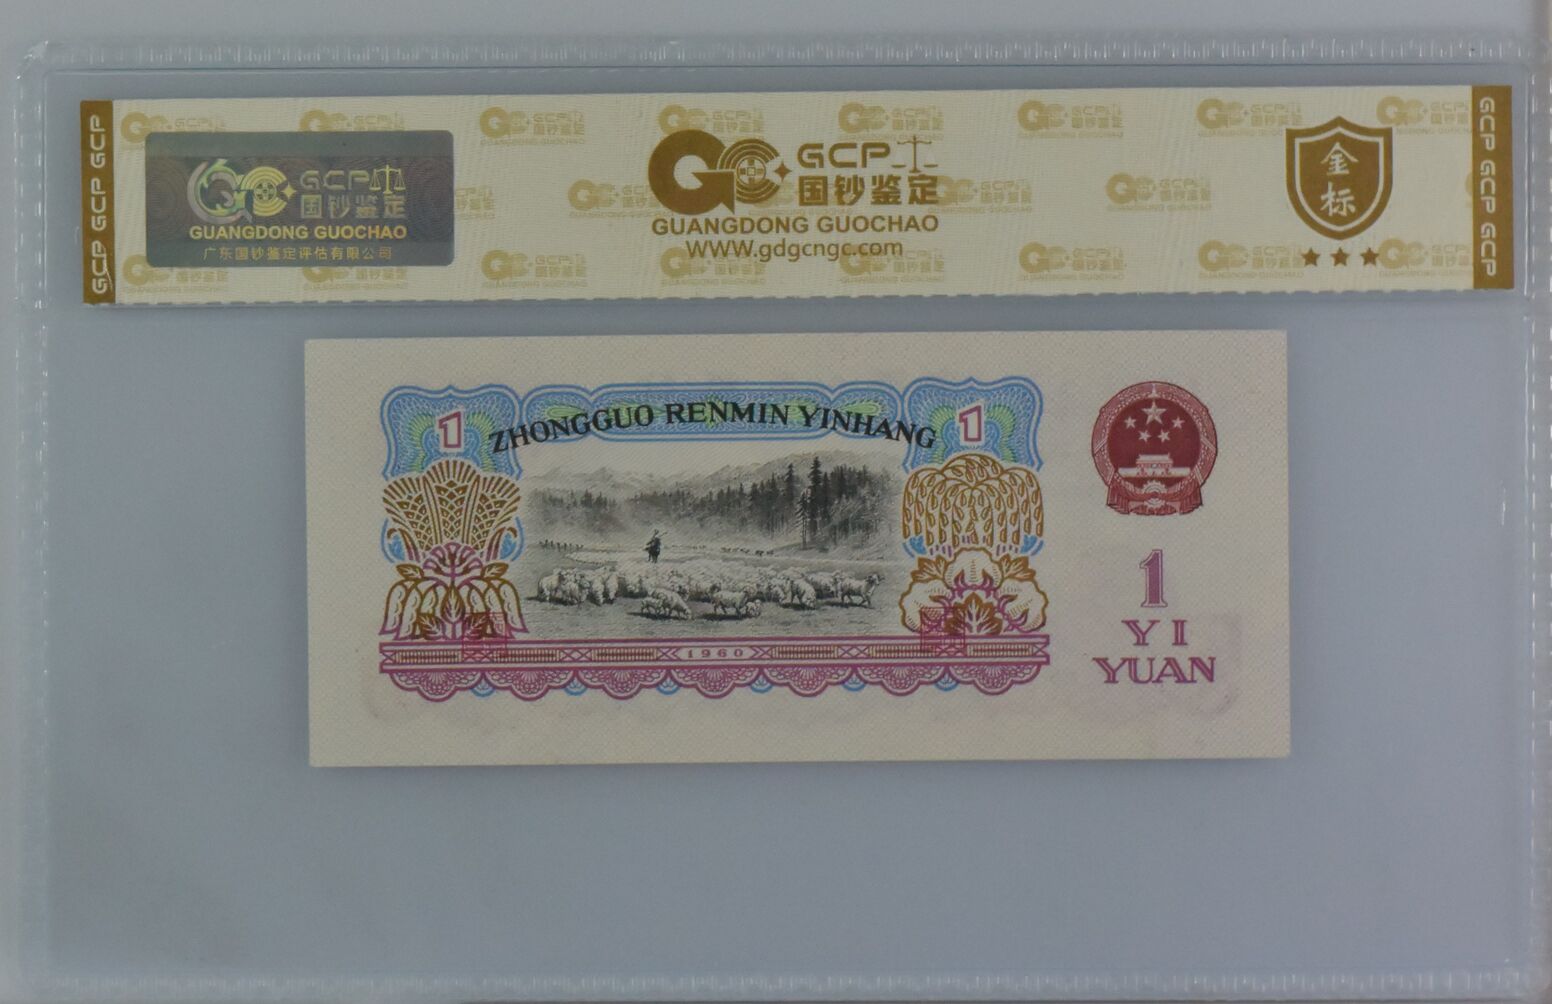 GCP GCP GCP
GCP
国钞鉴定
GUANGDONG GUOCHAO
广东国钞鉴定评估有限公司
GCP
国钞鉴定
GUANGDONG GUOCHAO
WWW.gdgcngc.com
金
标
GCP GCP GCP
1
ZHONGGUO RENMIN YINHANG
1
1960
1
YI
YUAN